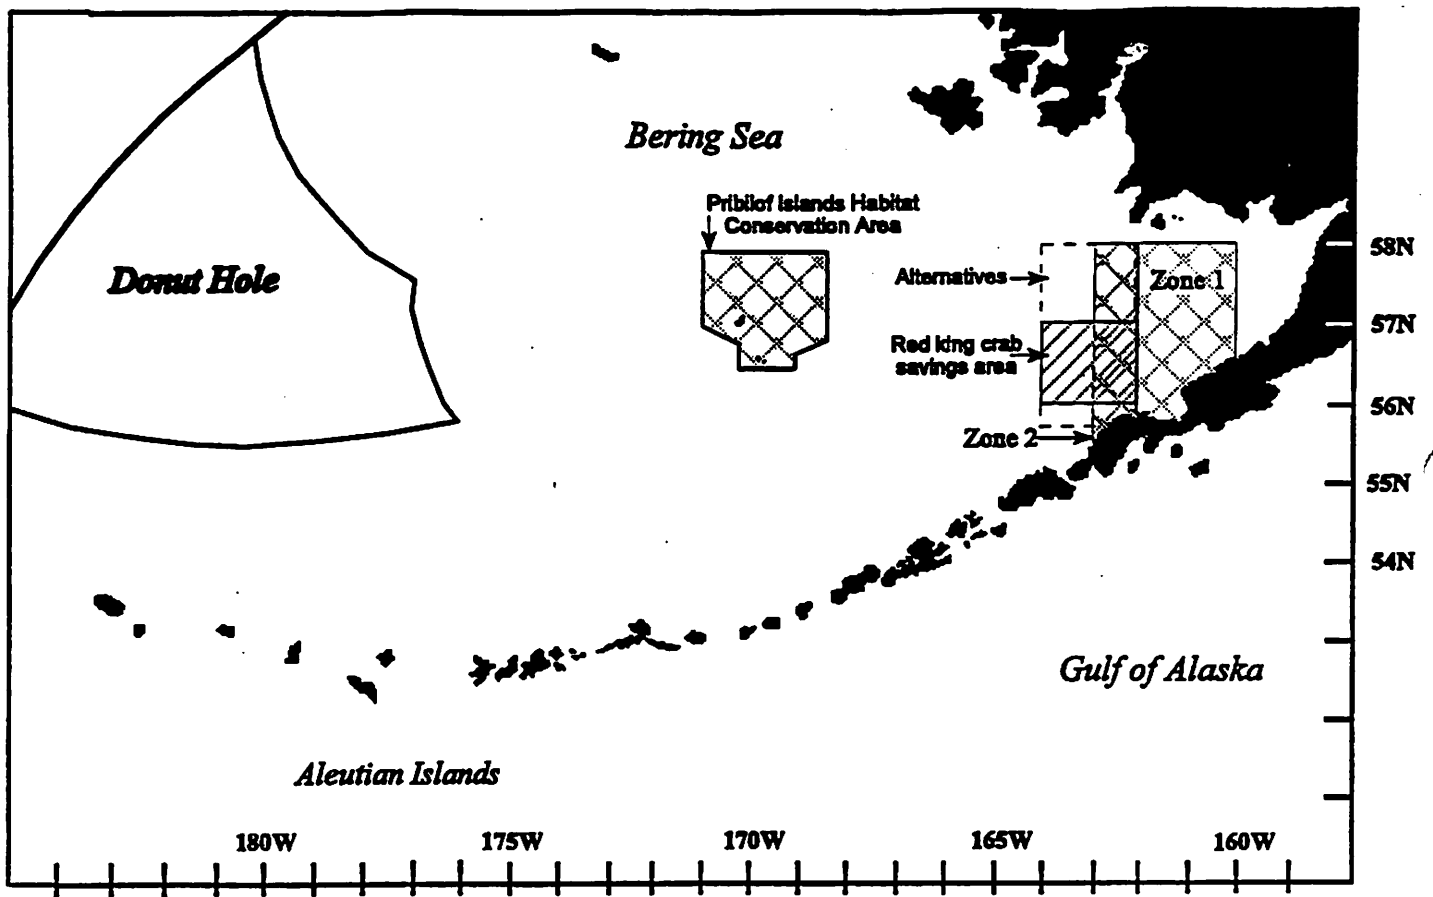 Bering Sea
Pribilof Islands Habitat
Conservation Area
Donut Hole
Alternatives
Zone 1
58N
57N
Red king crab
savings area
56N
Zone 2
55N
54N
Gulf of Alaska
Aleutian Islands
180W
175W
170W
165W
160W